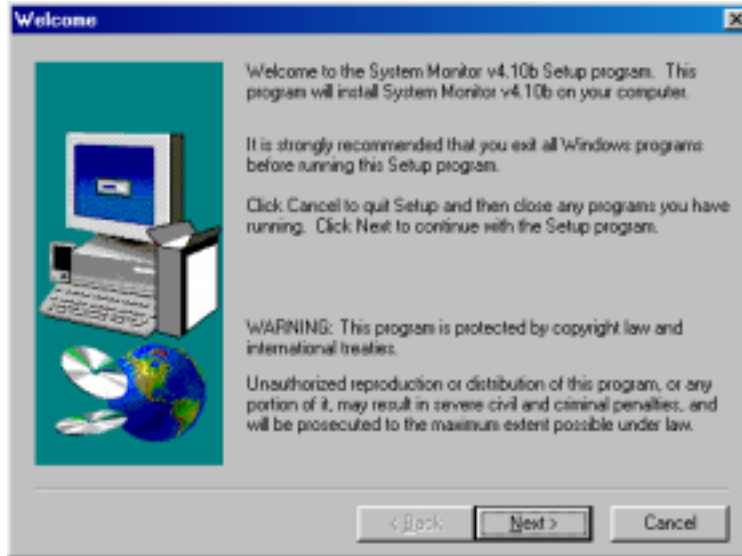 Welcome
Welcome to the System Monitor v4.10b Setup program. This
program will install System Monitor v4.10b on your computer.
It is strongly recommended that you exit all Windows programs
before running this Setup program.
Click Cancel to quit Setup and then close any programs you have
running. Click Next to continue with the Setup program.
WARNING: This program is protected by copyright law and
international treaties.
Unauthorized reproduction or distribution of this program, or any
portion of it, may result in severe civil and criminal penalties, and
will be prosecuted to the maximum extent possible under law.
< Back Next > Cancel